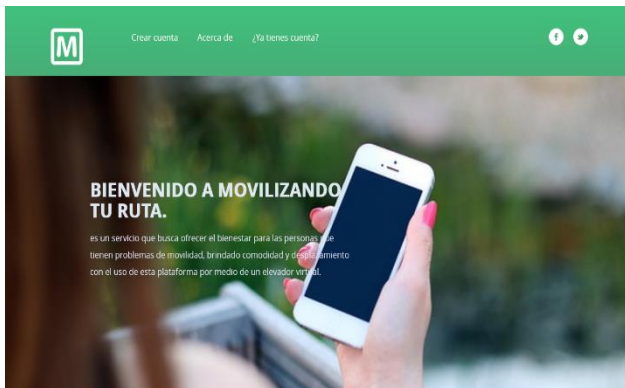 M
Crear cuenta Acerca de ¿Ya tienes cuenta?
BIENVENIDO A MOVILIZANDO
TU RUTA.
es un servicio que busca ofrecer el bienestar para las personas que
tienen problemas de movilidad, brindado comodidad y desplazamiento
con el uso de esta plataforma por medio de un elevador virtual.